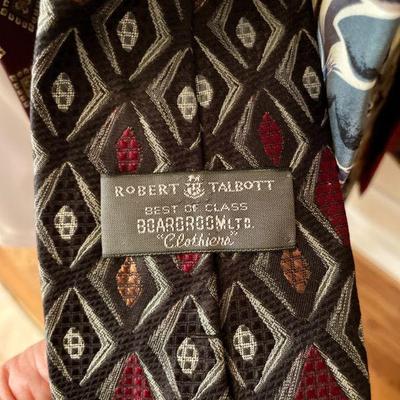 ROBERT TALBOTT
BEST OF CLASS
BOARDROOM LTD.
"Clothiers"